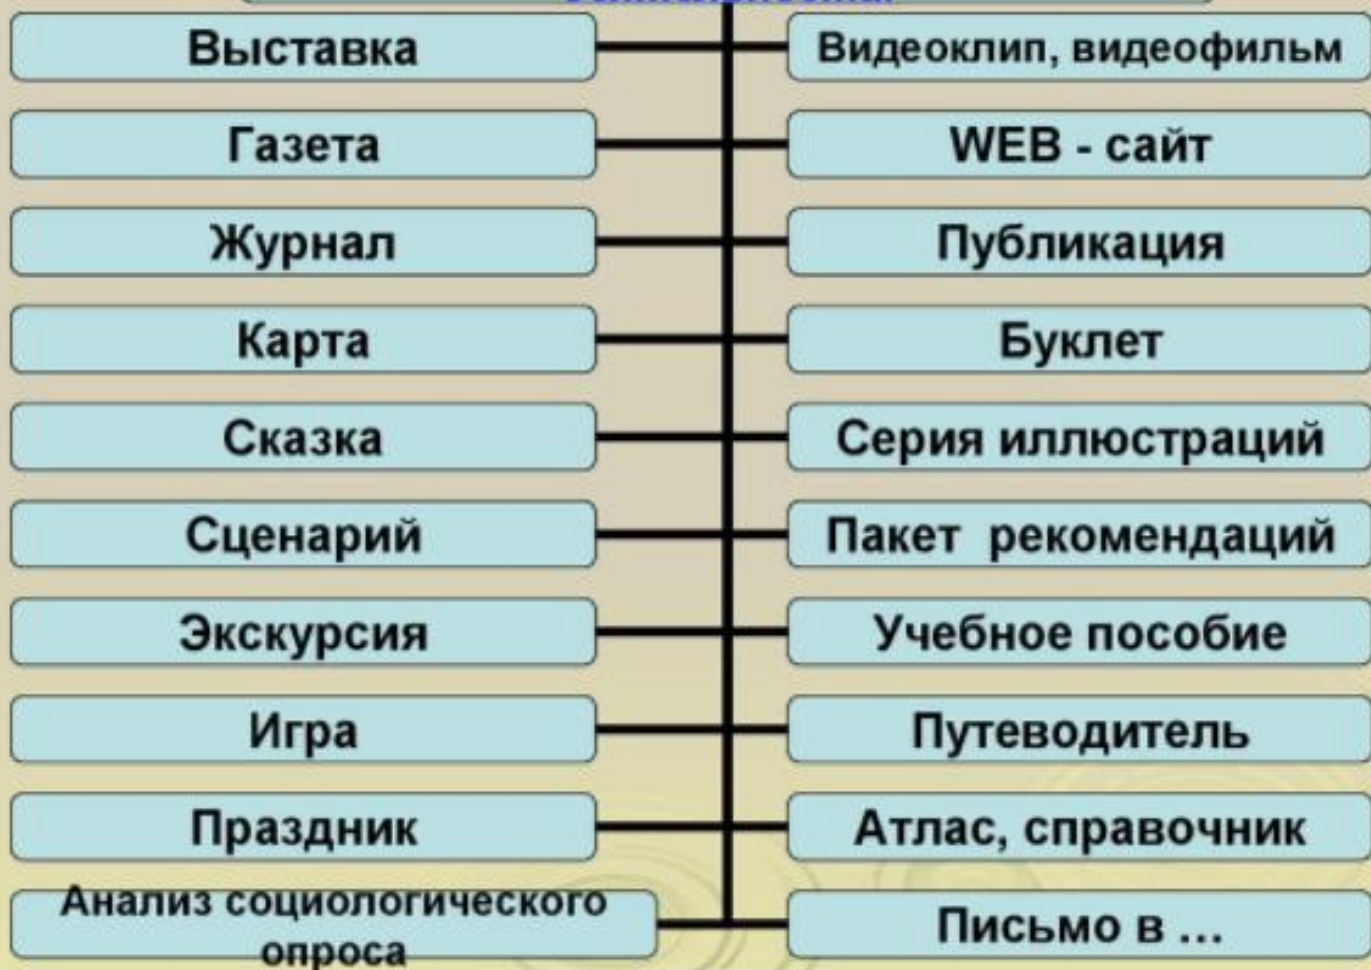 Выставка
Видеоклип, видеофильм
Газета
WEB - сайт
Журнал
Публикация
Карта
Буклет
Сказка
Серия иллюстраций
Сценарий
Пакет рекомендаций
Экскурсия
Учебное пособие
Игра
Путеводитель
Праздник
Атлас, справочник
Анализ социологического
опроса
Письмо в ...